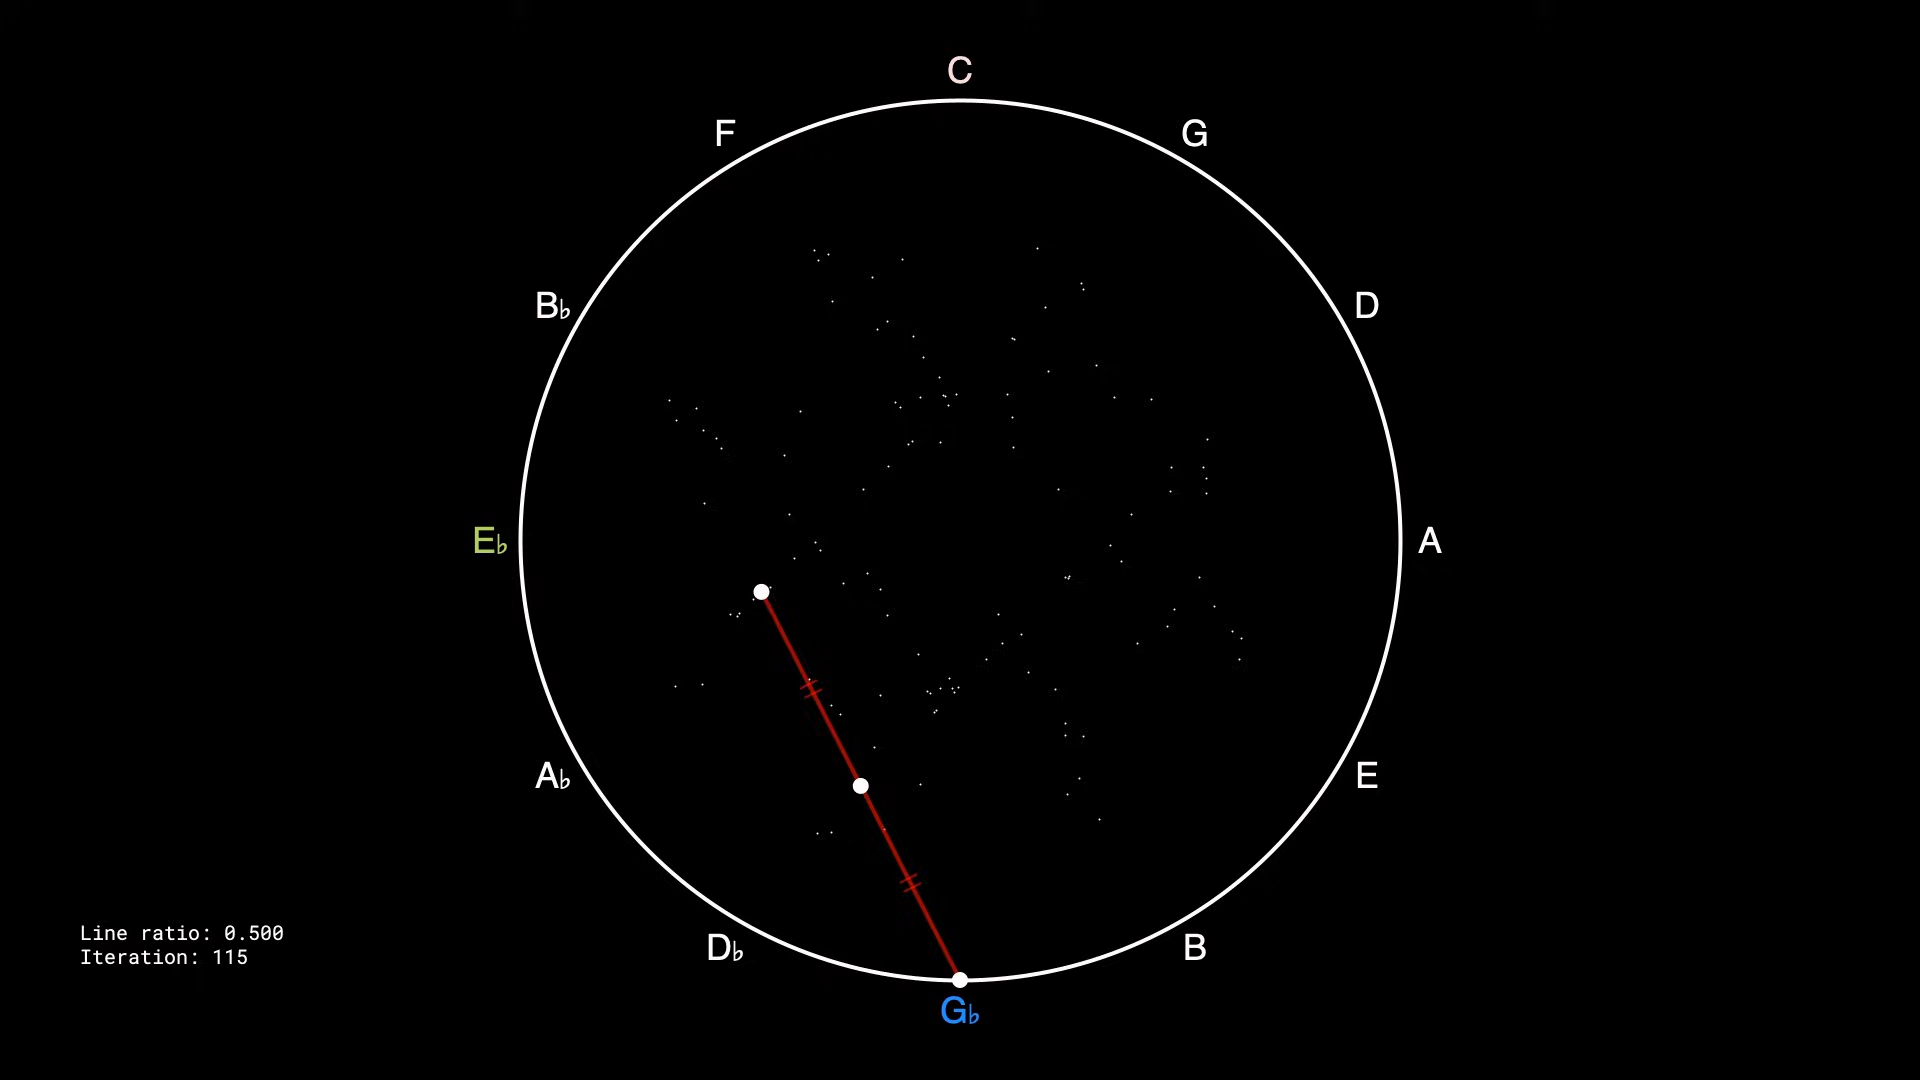 C
F
G
B♭
D
E♭
A
A♭
E
Line ratio: 0.500
Iteration: 115
D♭
B
G♭